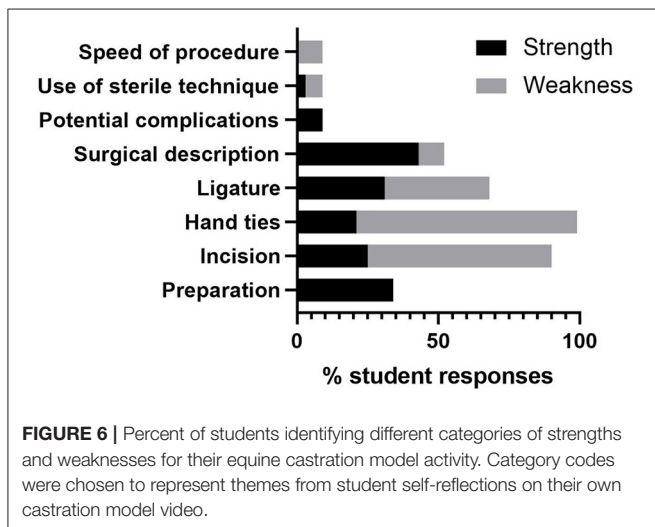 Strength
Weakness
Speed of procedure
Use of sterile technique
Potential complications
Surgical description
Ligature
Hand ties
Incision
Preparation
0 50 100
% student responses
FIGURE 6 | Percent of students identifying different categories of strengths
and weaknesses for their equine castration model activity. Category codes
were chosen to represent themes from student self-reflections on their own
castration model video.